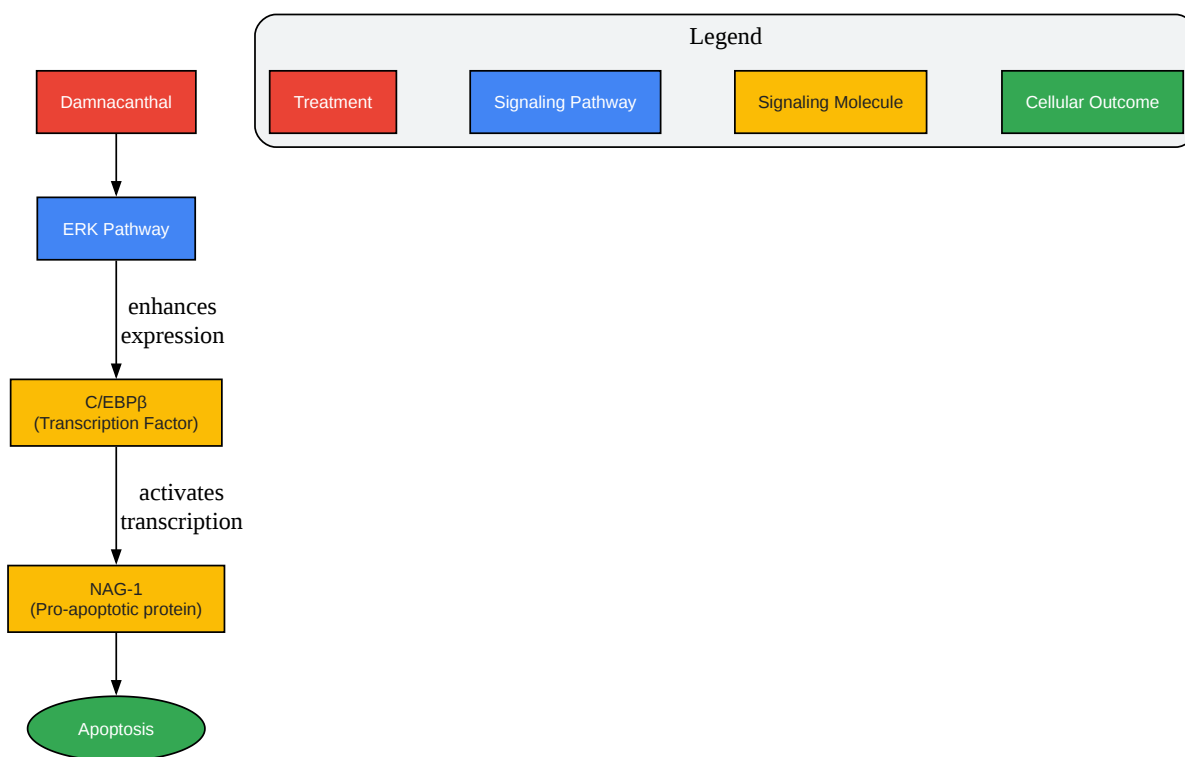 Legend
Damnacanthal
Treatment
Signaling Pathway
Signaling Molecule
Cellular Outcome
ERK Pathway
enhances
expression
C/EBPβ
(Transcription Factor)
activates
transcription
NAG-1
(Pro-apoptotic protein)
Apoptosis